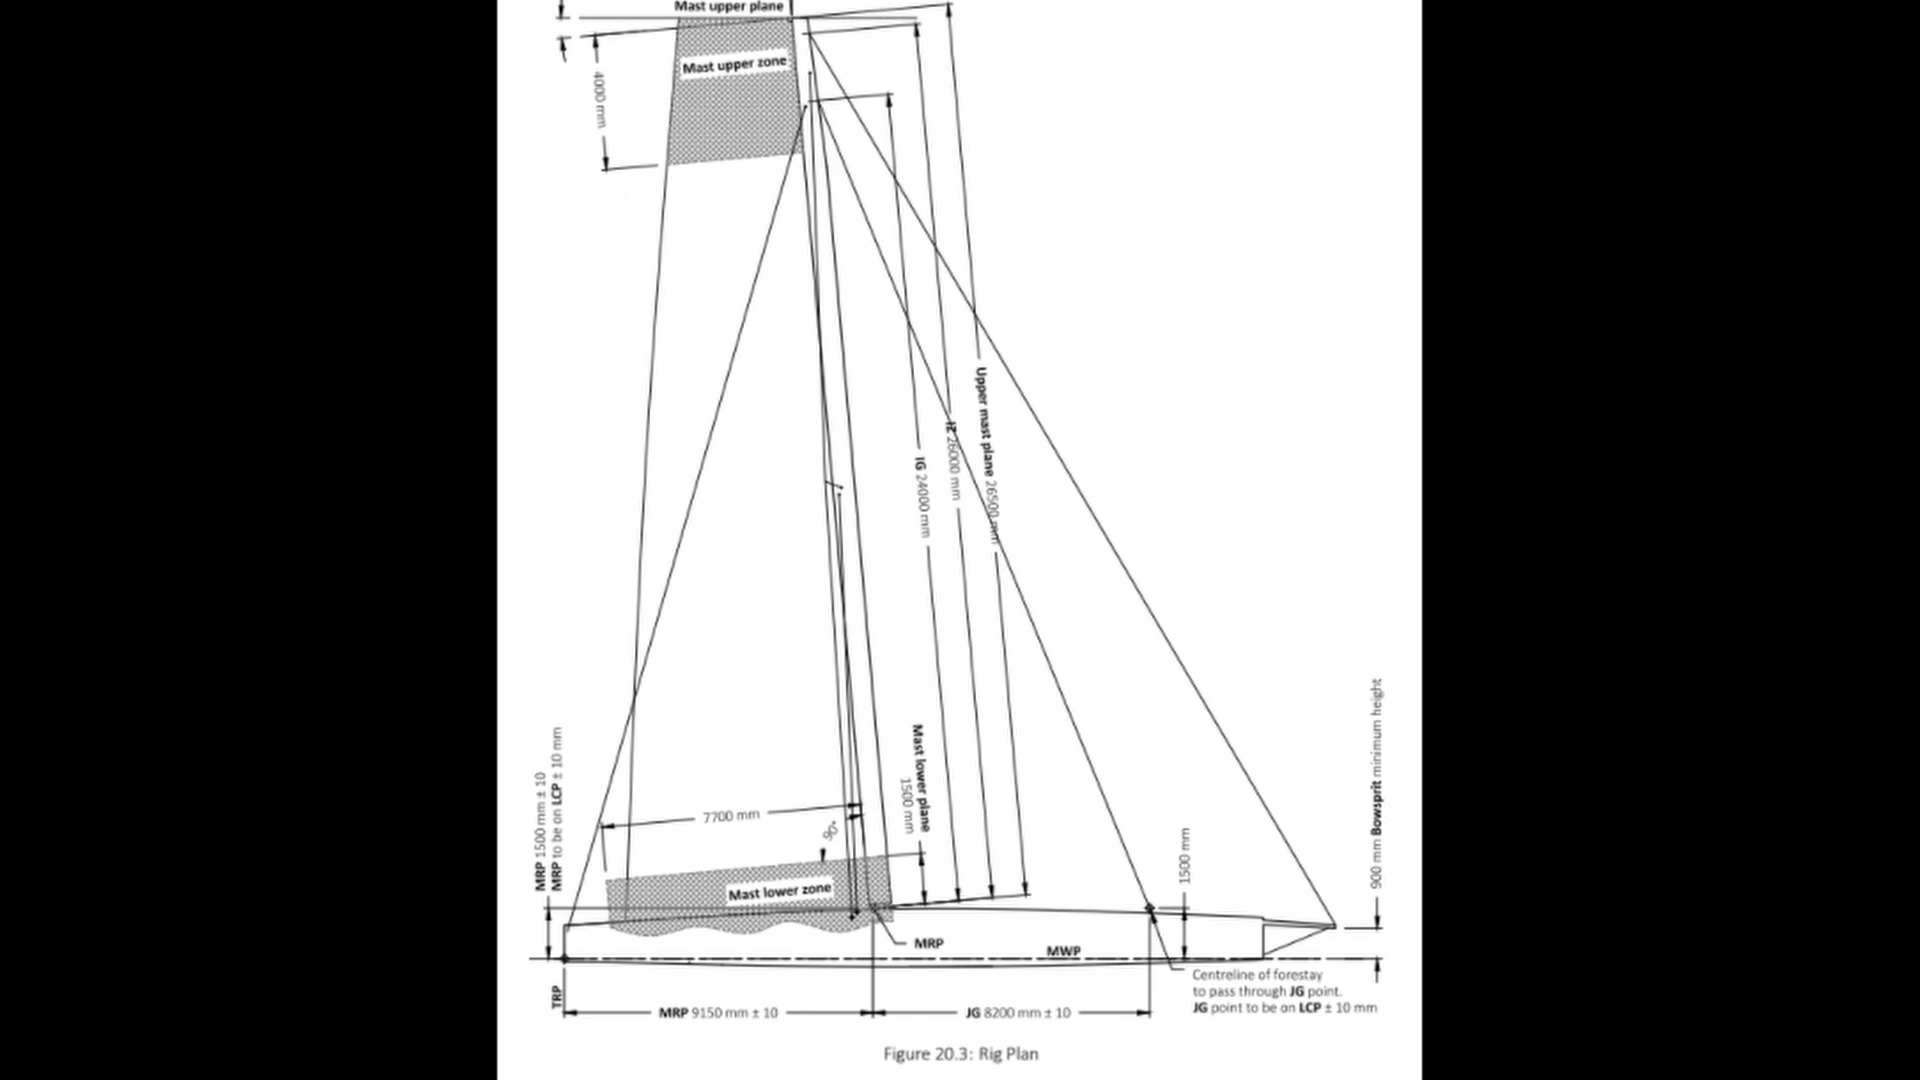 Mast upper plane
Mast upper zone
4000 mm
Upper mast plane 26500 mm
IZ 26000 mm
IG 24000 mm
Mast lower plane
1500 mm
900 mm Bowsprit minimum height
MRP 1500 mm ± 10
MRP to be on LCP ± 10 mm
7700 mm
90°
1500 mm
Mast lower zone
MRP
MWP
Centreline of forestay
to pass through JG point.
JG point to be on LCP ± 10 mm
TRP
MRP 9150 mm ± 10
JG 8200 mm ± 10
Figure 20.3: Rig Plan